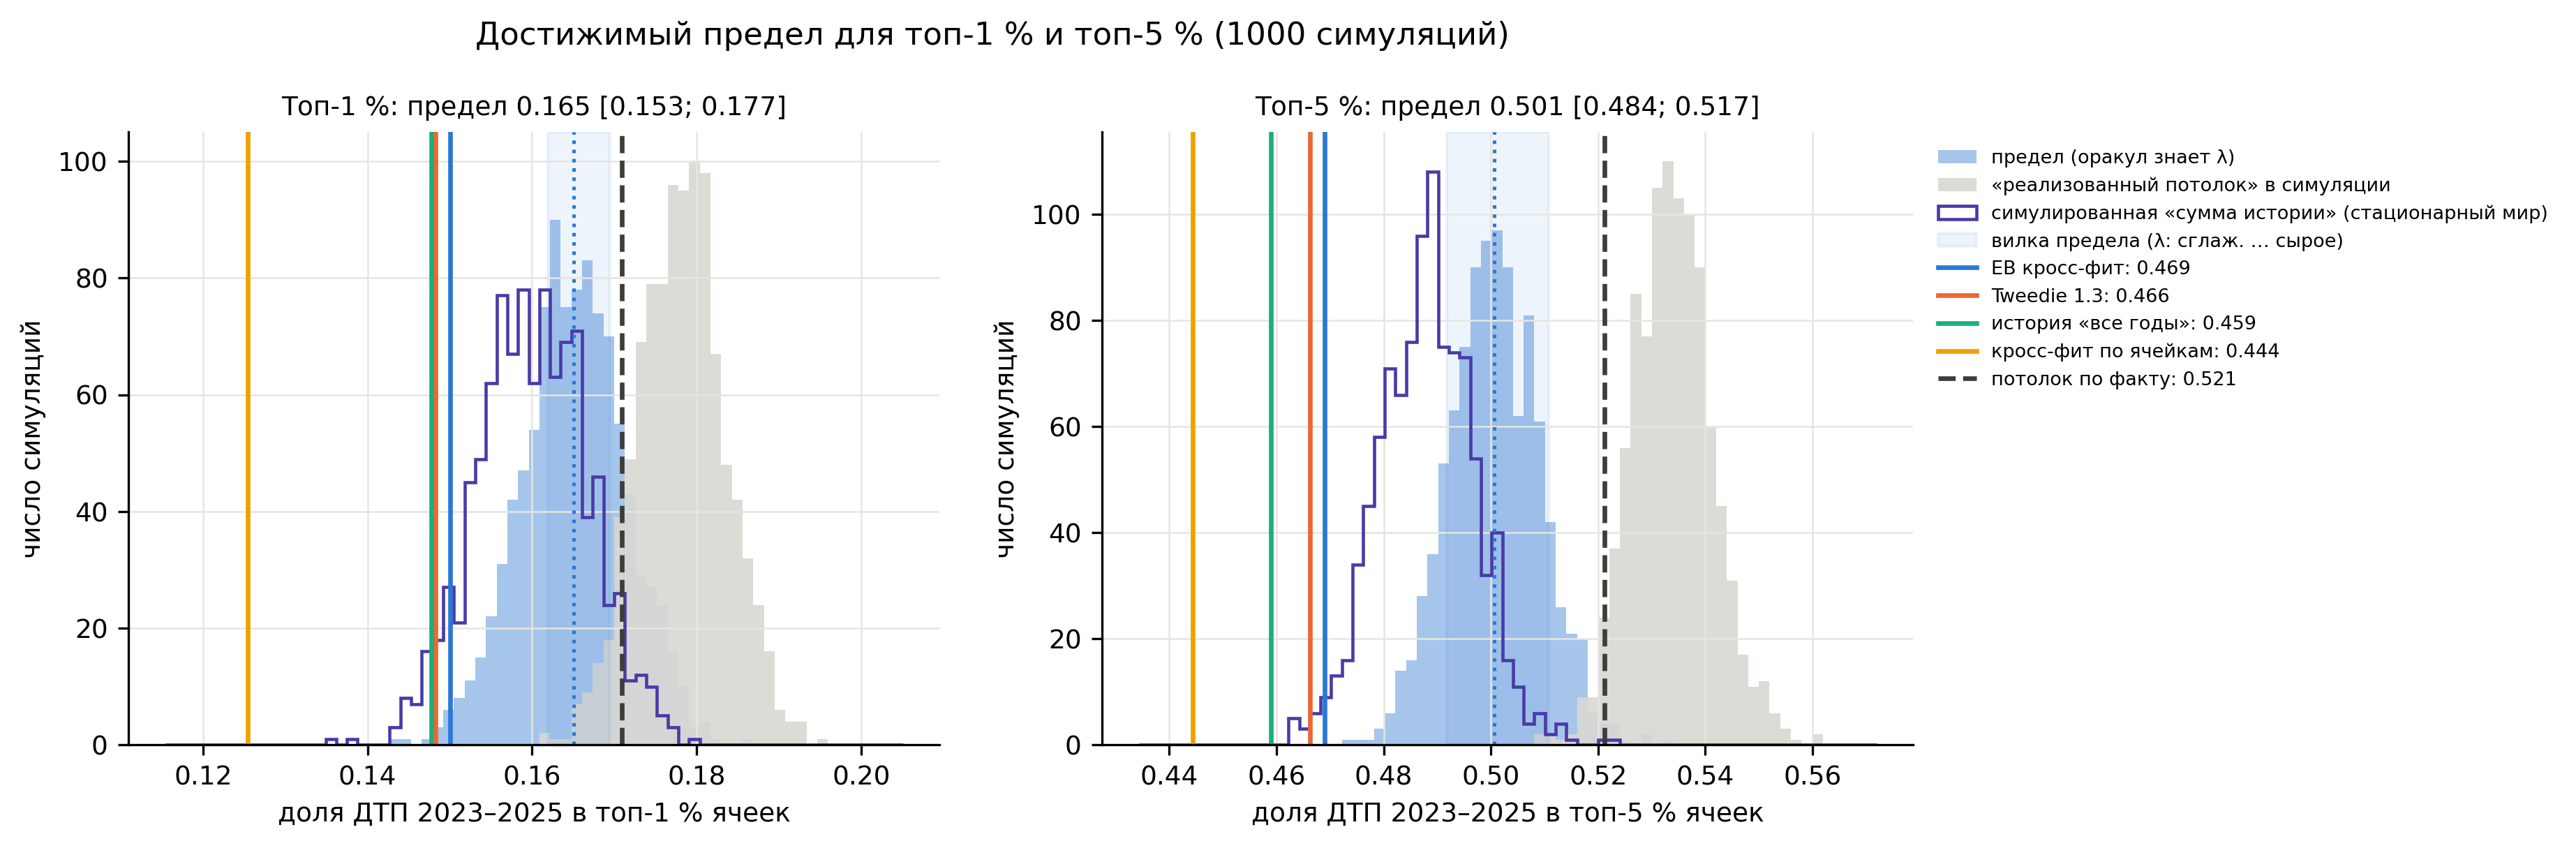 Достижимый предел для топ-1 % и топ-5 % (1000 симуляций)
Топ-1 %: предел 0.165 [0.153; 0.177]
число симуляций
100
80
60
40
20
0
0.12 0.14 0.16 0.18 0.20
доля ДТП 2023–2025 в топ-1 % ячеек
Топ-5 %: предел 0.501 [0.484; 0.517]
число симуляций
100
80
60
40
20
0
0.44 0.46 0.48 0.50 0.52 0.54 0.56
доля ДТП 2023–2025 в топ-5 % ячеек
предел (оракул знает λ)
«реализованный потолок» в симуляции
симулированная «сумма истории» (стационарный мир)
вилка предела (λ: сглаж. … сырое)
EB кросс-фит: 0.469
Tweedie 1.3: 0.466
история «все годы»: 0.459
кросс-фит по ячейкам: 0.444
потолок по факту: 0.521